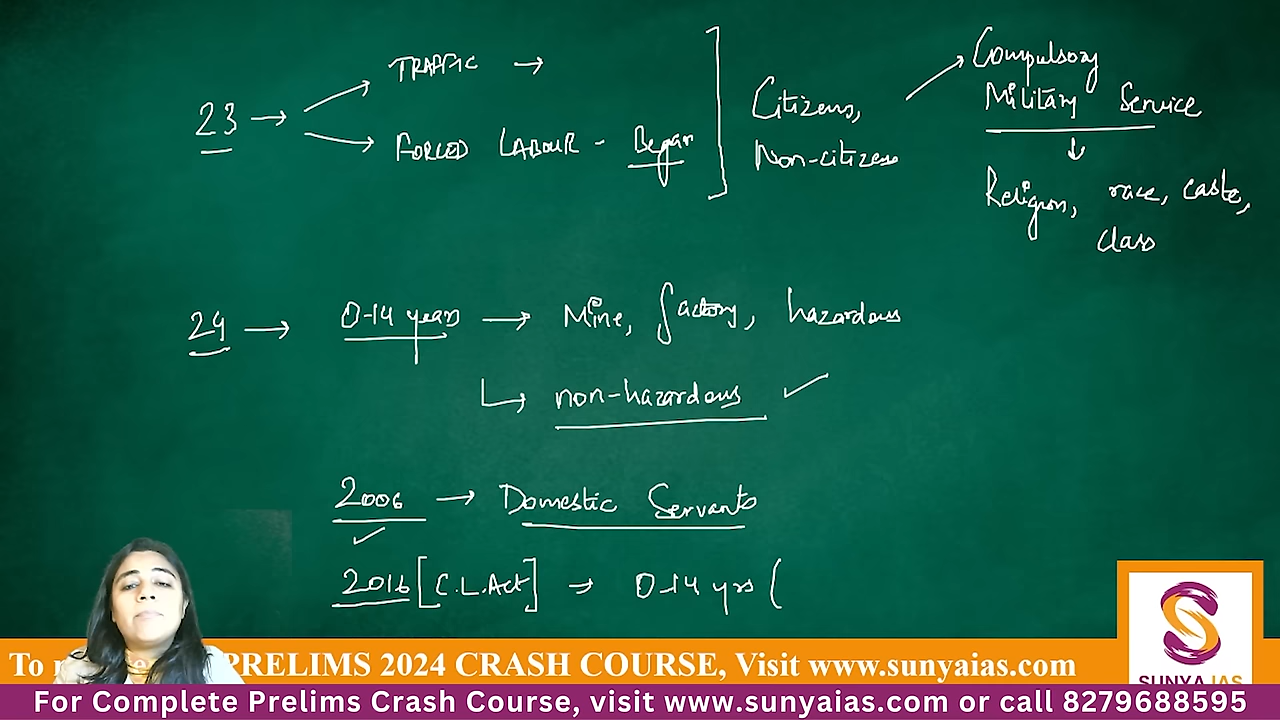 23 → TRAFFIC →
FORCED LABOUR - Begar
Citizens,
Non-citizens
Compulsory
Military Service
Religion, race, caste,
class
24 → 0-14 years → Mine, factory, hazardous
non-hazardous ✓
2006 → Domestic Servants
✓
2016 [C.L.Act] → 0-14 yrs (
PRELIMS 2024 CRASH COURSE, Visit www.sunyaias.com
SUNYA IAS
For Complete Prelims Crash Course, visit www.sunyaias.com or call 8279688595